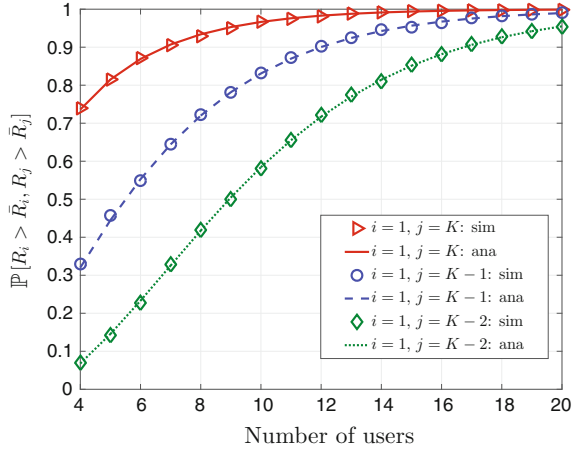 1
0.9
0.8
0.7
0.6
0.5
0.4
0.3
0.2
0.1
0
ℙ [R_i > R̄_i, R_j > R̄_j]
i = 1, j = K: sim
i = 1, j = K: ana
i = 1, j = K − 1: sim
i = 1, j = K − 1: ana
i = 1, j = K − 2: sim
i = 1, j = K − 2: ana
4 6 8 10 12 14 16 18 20
Number of users